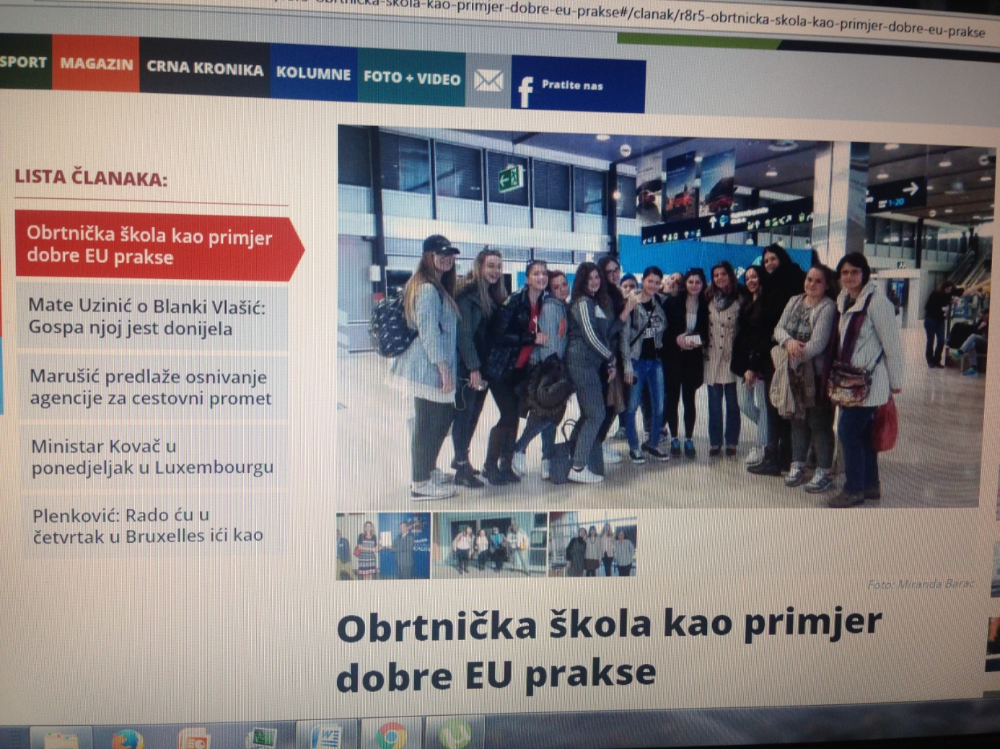 obrtnicka-skola-kao-primjer-dobre-eu-prakse#/clanak/r8r5-obrtnicka-skola-kao-primjer-dobre-eu-prakse
SPORT MAGAZIN CRNA KRONIKA KOLUMNE FOTO + VIDEO f Pratite nas
LISTA ČLANAKA:
Obrtnička škola kao primjer
dobre EU prakse
Mate Uzinić o Blanki Vlašić:
Gospa njoj jest donijela
Marušić predlaže osnivanje
agencije za cestovni promet
Ministar Kovač u
ponedjeljak u Luxembourgu
Plenković: Rado ću u
četvrtak u Bruxelles ići kao
1-20
Foto: Miranda Barac
Obrtnička škola kao primjer
dobre EU prakse